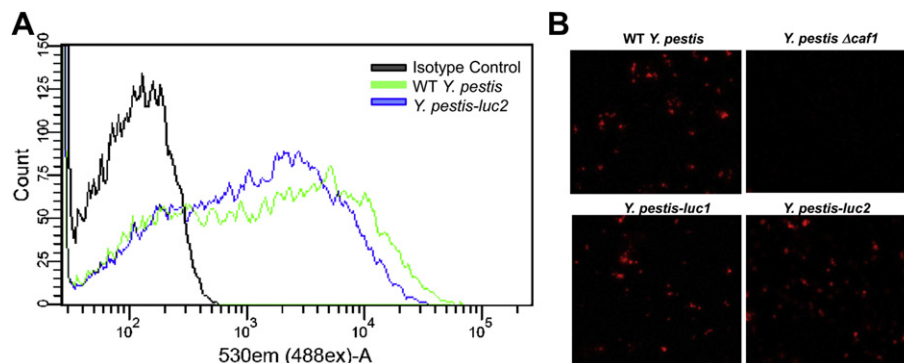 A
150
125
100
75
50
25
0
Count
Isotype Control
WT Y. pestis
Y. pestis-luc2
10² 10³ 10⁴ 10⁵
530em (488ex)-A
B
WT Y. pestis
Y. pestis Δcaf1
Y. pestis-luc1
Y. pestis-luc2